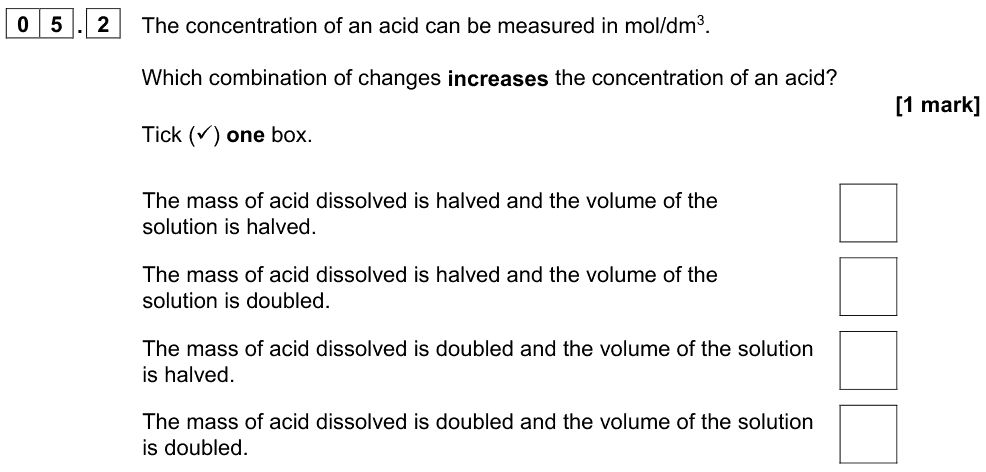 05.2 The concentration of an acid can be measured in mol/dm³.
Which combination of changes increases the concentration of an acid?
[1 mark]
Tick (✓) one box.
The mass of acid dissolved is halved and the volume of the
solution is halved.
The mass of acid dissolved is halved and the volume of the
solution is doubled.
The mass of acid dissolved is doubled and the volume of the solution
is halved.
The mass of acid dissolved is doubled and the volume of the solution
is doubled.